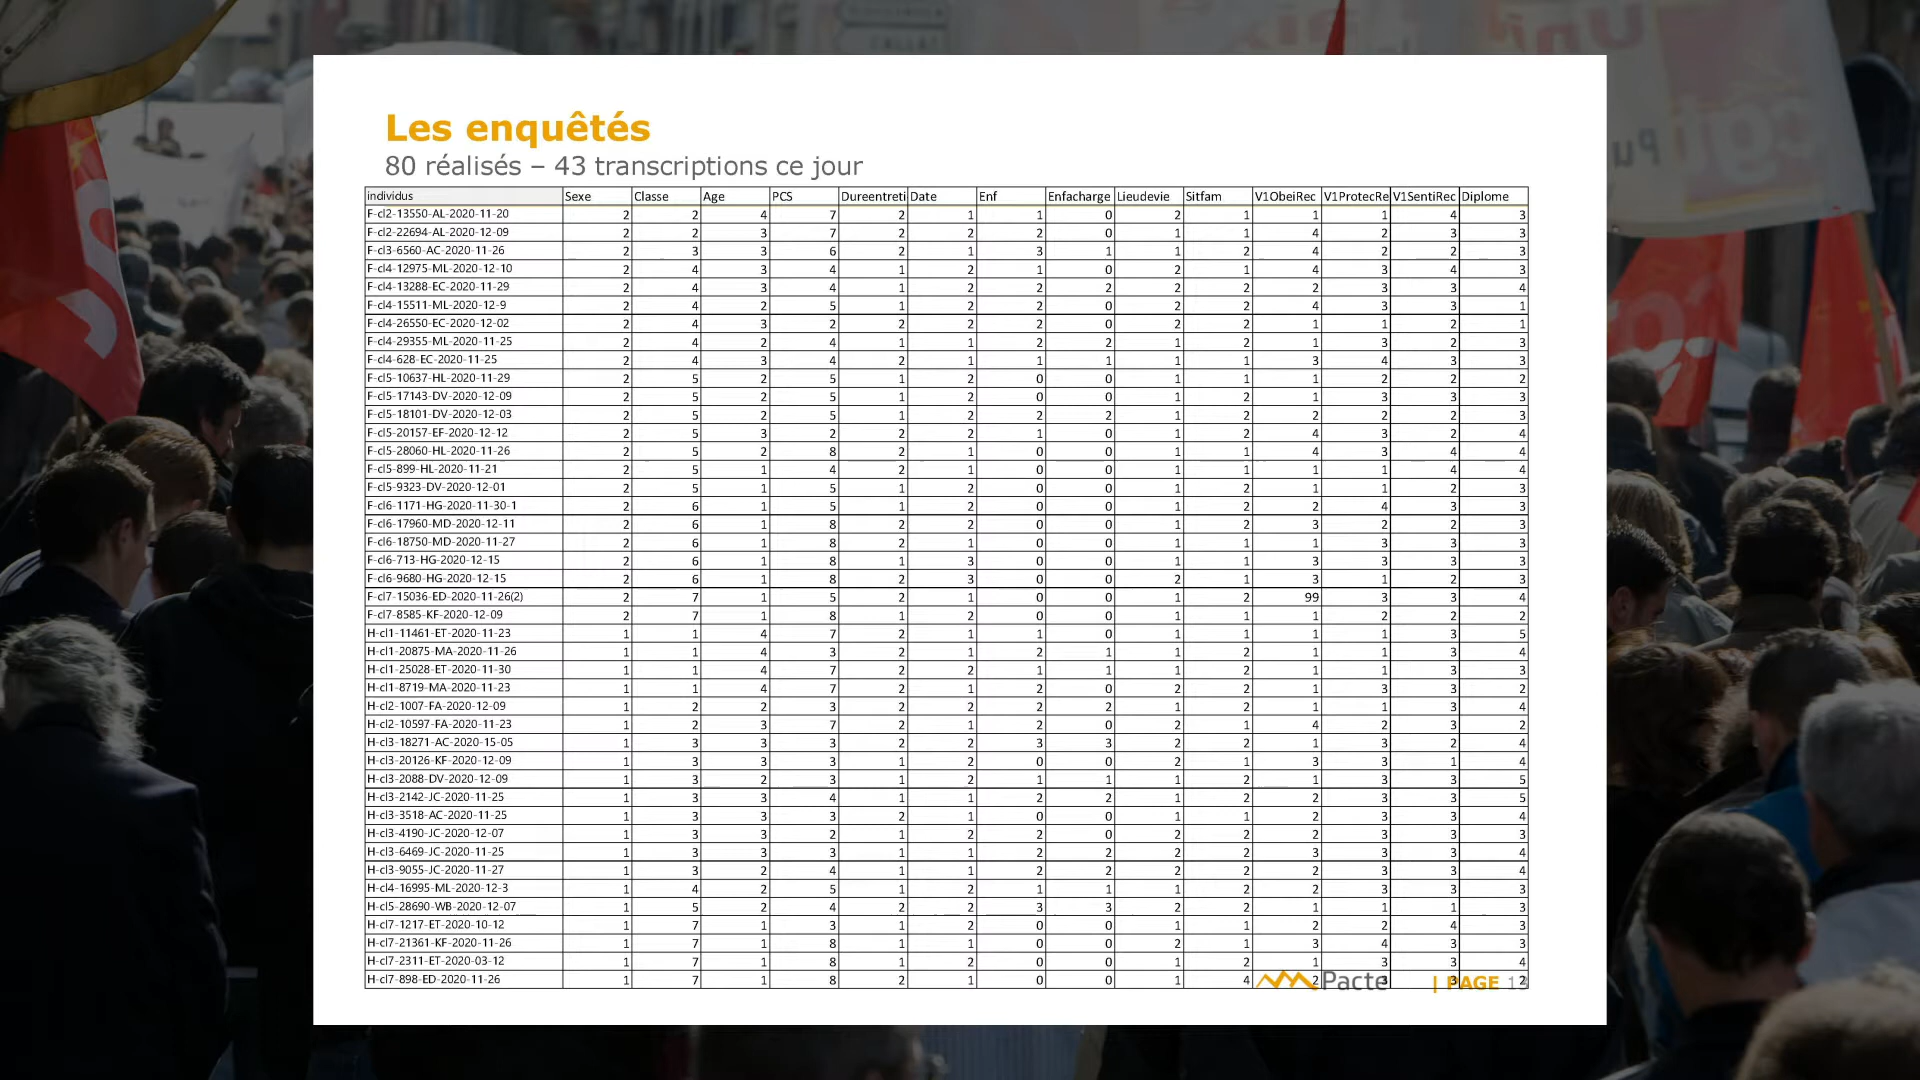 Les enquêtés
80 réalisés – 43 transcriptions ce jour
individus Sexe Classe Age PCS Dureentreti Date Enf Enfacharge Lieudevie Sitfam V1ObeiRec V1ProtecRe V1SentiRec Diplome
F-cl2-13550-AL-2020-11-20 2 2 4 7 2 1 1 0 2 1 1 1 4 3
F-cl2-22694-AL-2020-12-09 2 2 3 7 2 2 2 0 1 1 4 2 3 3
F-cl3-6560-AC-2020-11-26 2 3 3 6 2 1 3 1 1 2 4 2 2 3
F-cl4-12975-ML-2020-12-10 2 4 3 4 1 2 1 0 2 1 4 3 4 3
F-cl4-13288-EC-2020-11-29 2 4 3 4 1 2 2 2 2 2 2 3 3 4
F-cl4-15511-ML-2020-12-9 2 4 2 5 1 2 2 0 2 2 4 3 3 1
F-cl4-26550-EC-2020-12-02 2 4 3 2 2 2 2 0 2 2 1 1 2 1
F-cl4-29355-ML-2020-11-25 2 4 2 4 1 1 2 2 1 2 1 3 2 3
F-cl4-628-EC-2020-11-25 2 4 3 4 2 1 1 1 1 1 3 4 3 3
F-cl5-10637-HL-2020-11-29 2 5 2 5 1 2 0 0 1 1 1 2 2 2
F-cl5-17143-DV-2020-12-09 2 5 2 5 1 2 0 0 1 2 1 3 3 3
F-cl5-18101-DV-2020-12-03 2 5 2 5 1 2 2 2 1 2 2 2 2 3
F-cl5-20157-EF-2020-12-12 2 5 3 2 2 2 1 0 1 2 4 3 2 4
F-cl5-28060-HL-2020-11-26 2 5 2 8 2 1 0 0 1 1 4 3 4 4
F-cl5-899-HL-2020-11-21 2 5 1 4 2 1 0 0 1 1 1 1 4 4
F-cl5-9323-DV-2020-12-01 2 5 1 5 1 2 0 0 1 2 1 1 2 3
F-cl6-1171-HG-2020-11-30-1 2 6 1 5 1 2 0 0 1 2 2 4 3 3
F-cl6-17960-MD-2020-12-11 2 6 1 8 2 2 0 0 1 2 3 2 2 3
F-cl6-18750-MD-2020-11-27 2 6 1 8 2 1 0 0 1 1 1 3 3 3
F-cl6-713-HG-2020-12-15 2 6 1 8 1 3 0 0 1 1 3 3 3 3
F-cl6-9680-HG-2020-12-15 2 6 1 8 2 3 0 0 2 1 3 1 2 3
F-cl7-15036-ED-2020-11-26(2) 2 7 1 5 2 1 0 0 1 2 99 3 3 4
F-cl7-8585-KF-2020-12-09 2 7 1 8 1 2 0 0 1 1 1 2 2 2
H-cl1-11461-ET-2020-11-23 1 1 4 7 2 1 1 0 1 1 1 1 3 5
H-cl1-20875-MA-2020-11-26 1 1 4 3 2 1 2 1 1 2 1 1 3 4
H-cl1-25028-ET-2020-11-30 1 1 4 7 2 2 1 1 1 2 1 1 3 3
H-cl1-8719-MA-2020-11-23 1 1 4 7 2 1 2 0 2 2 1 3 3 2
H-cl2-1007-FA-2020-12-09 1 2 2 3 2 2 2 2 1 2 1 1 3 4
H-cl2-10597-FA-2020-11-23 1 2 3 7 2 1 2 0 2 1 4 2 3 2
H-cl3-18271-AC-2020-15-05 1 3 3 3 2 2 3 3 2 2 1 3 2 4
H-cl3-20126-KF-2020-12-09 1 3 3 3 1 2 0 0 2 1 3 3 1 4
H-cl3-2088-DV-2020-12-09 1 3 2 3 1 2 1 1 1 2 1 3 3 5
H-cl3-2142-JC-2020-11-25 1 3 3 4 1 1 2 2 1 2 2 3 3 5
H-cl3-3518-AC-2020-11-25 1 3 3 3 2 1 0 0 1 1 2 3 3 4
H-cl3-4190-JC-2020-12-07 1 3 3 2 1 2 2 0 2 2 2 3 3 3
H-cl3-6469-JC-2020-11-25 1 3 3 3 1 1 2 2 2 2 3 3 3 4
H-cl3-9055-JC-2020-11-27 1 3 2 4 1 1 2 2 2 2 2 3 3 4
H-cl4-16995-ML-2020-12-3 1 4 2 5 1 2 1 1 1 2 2 3 3 3
H-cl5-28690-WB-2020-12-07 1 5 2 4 2 2 3 3 2 2 1 1 1 3
H-cl7-1217-ET-2020-10-12 1 7 1 3 1 2 0 0 1 1 2 2 4 3
H-cl7-21361-KF-2020-11-26 1 7 1 8 1 1 0 0 2 1 3 4 3 3
H-cl7-2311-ET-2020-03-12 1 7 1 8 1 2 0 0 1 2 1 3 3 4
H-cl7-898-ED-2020-11-26 1 7 1 8 2 1 0 0 1 4 2 3 3 2
Pacte | PAGE